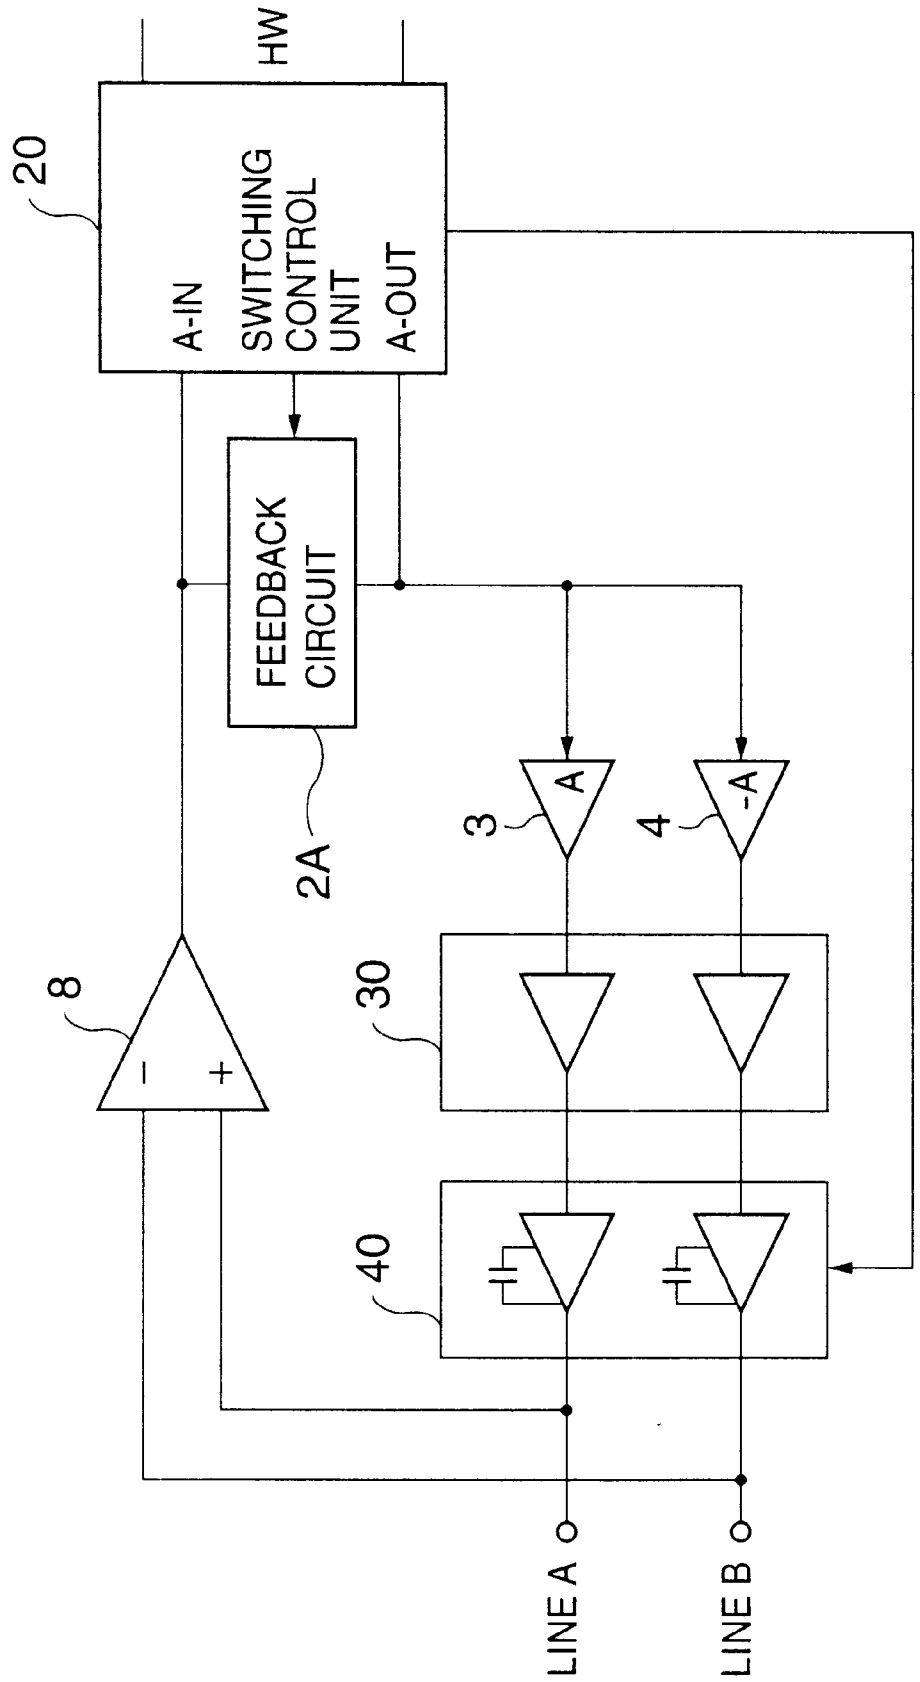 8
−
+
20
A-IN
SWITCHING
CONTROL
UNIT
A-OUT
HW
FEEDBACK
CIRCUIT
2A
40
30
3
A
4
-A
LINE A
LINE B